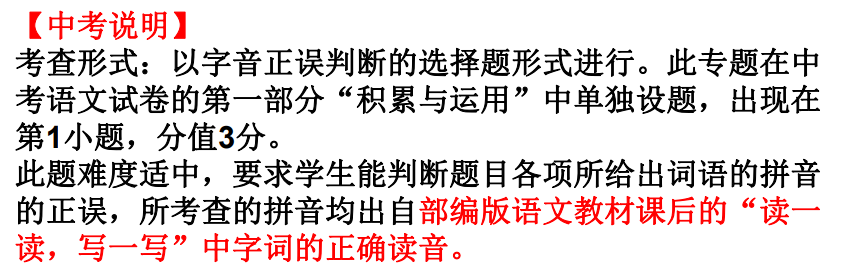 【中考说明】
考查形式：以字音正误判断的选择题形式进行。此专题在中
考语文试卷的第一部分“积累与运用”中单独设题，出现在
第1小题，分值3分。
此题难度适中，要求学生能判断题目各项所给出词语的拼音
的正误，所考查的拼音均出自部编版语文教材课后的“读一
读，写一写”中字词的正确读音。